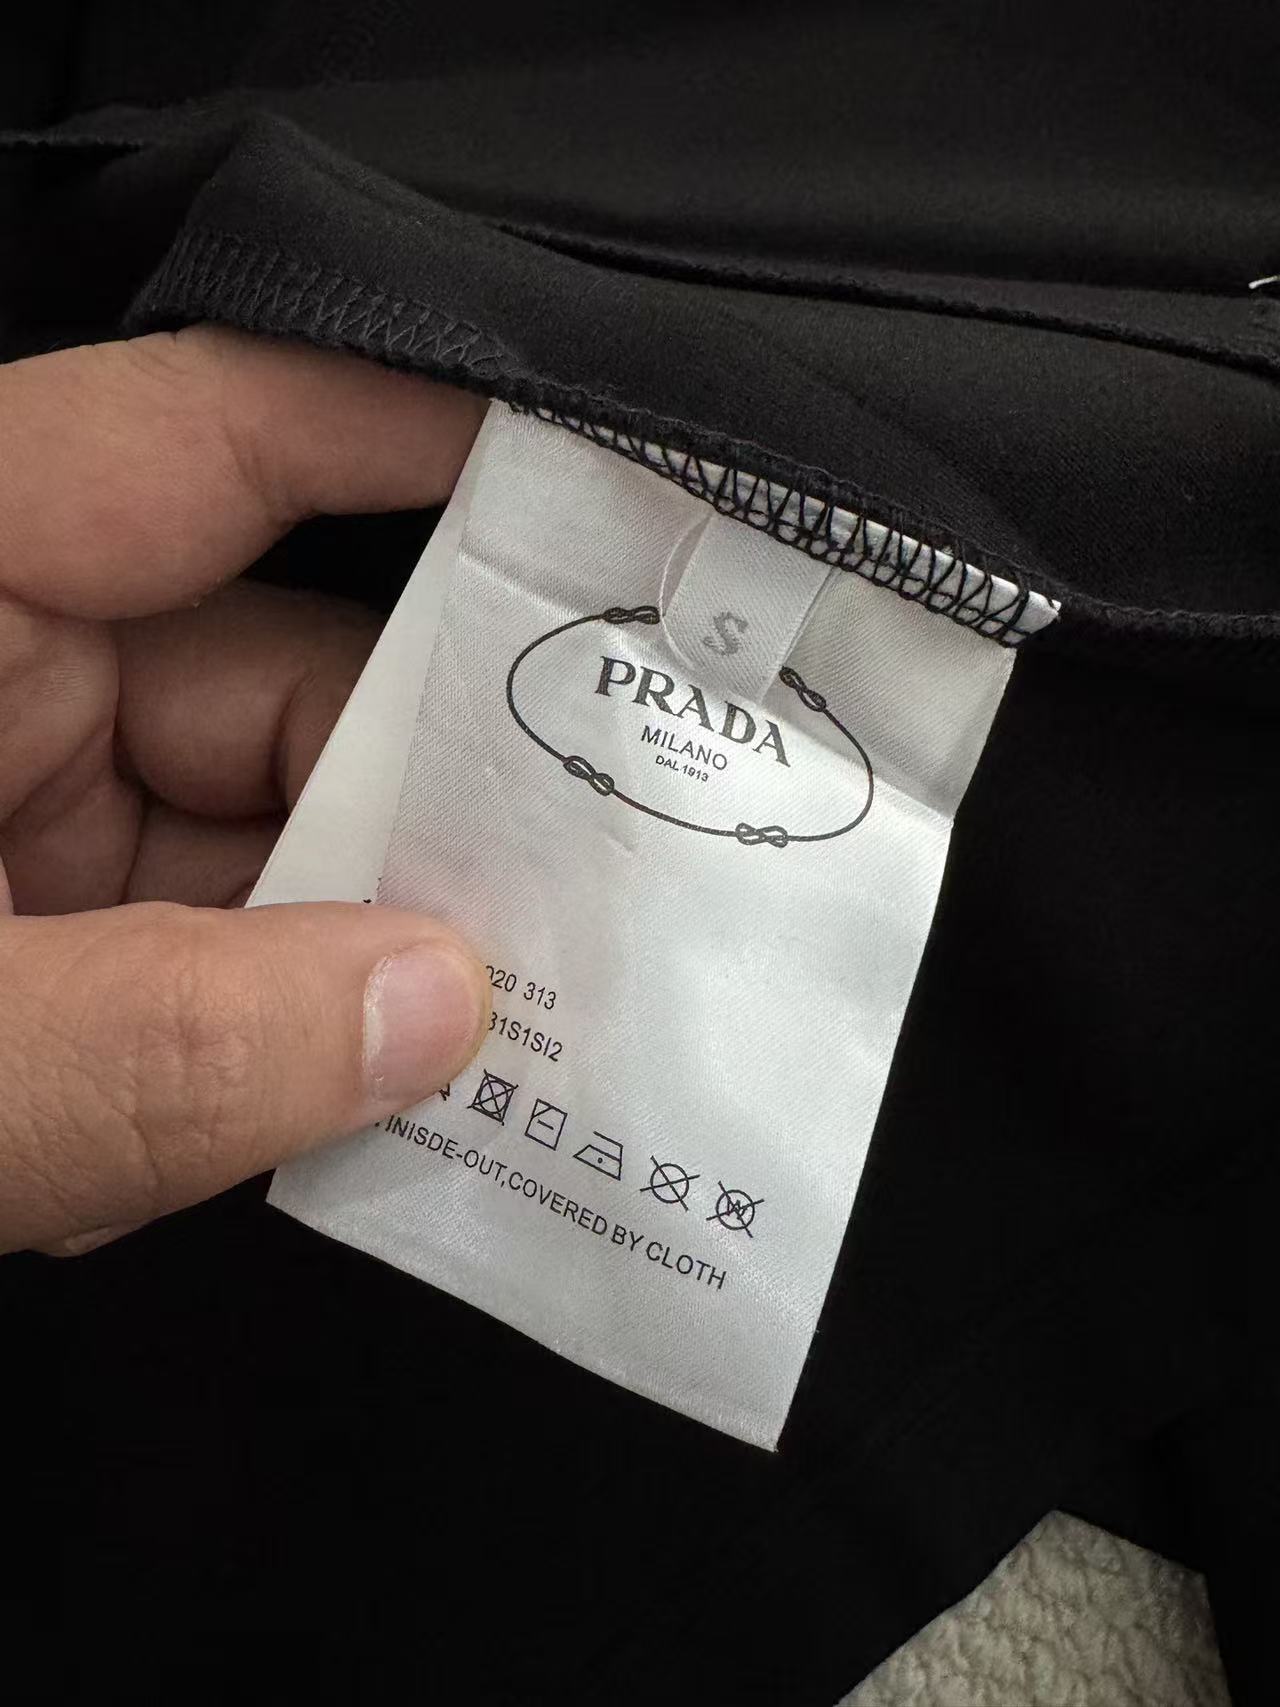 S
PRADA
MILANO
DAL 1913
020 313
31S1SI2
W
INISDE-OUT,COVERED BY CLOTH